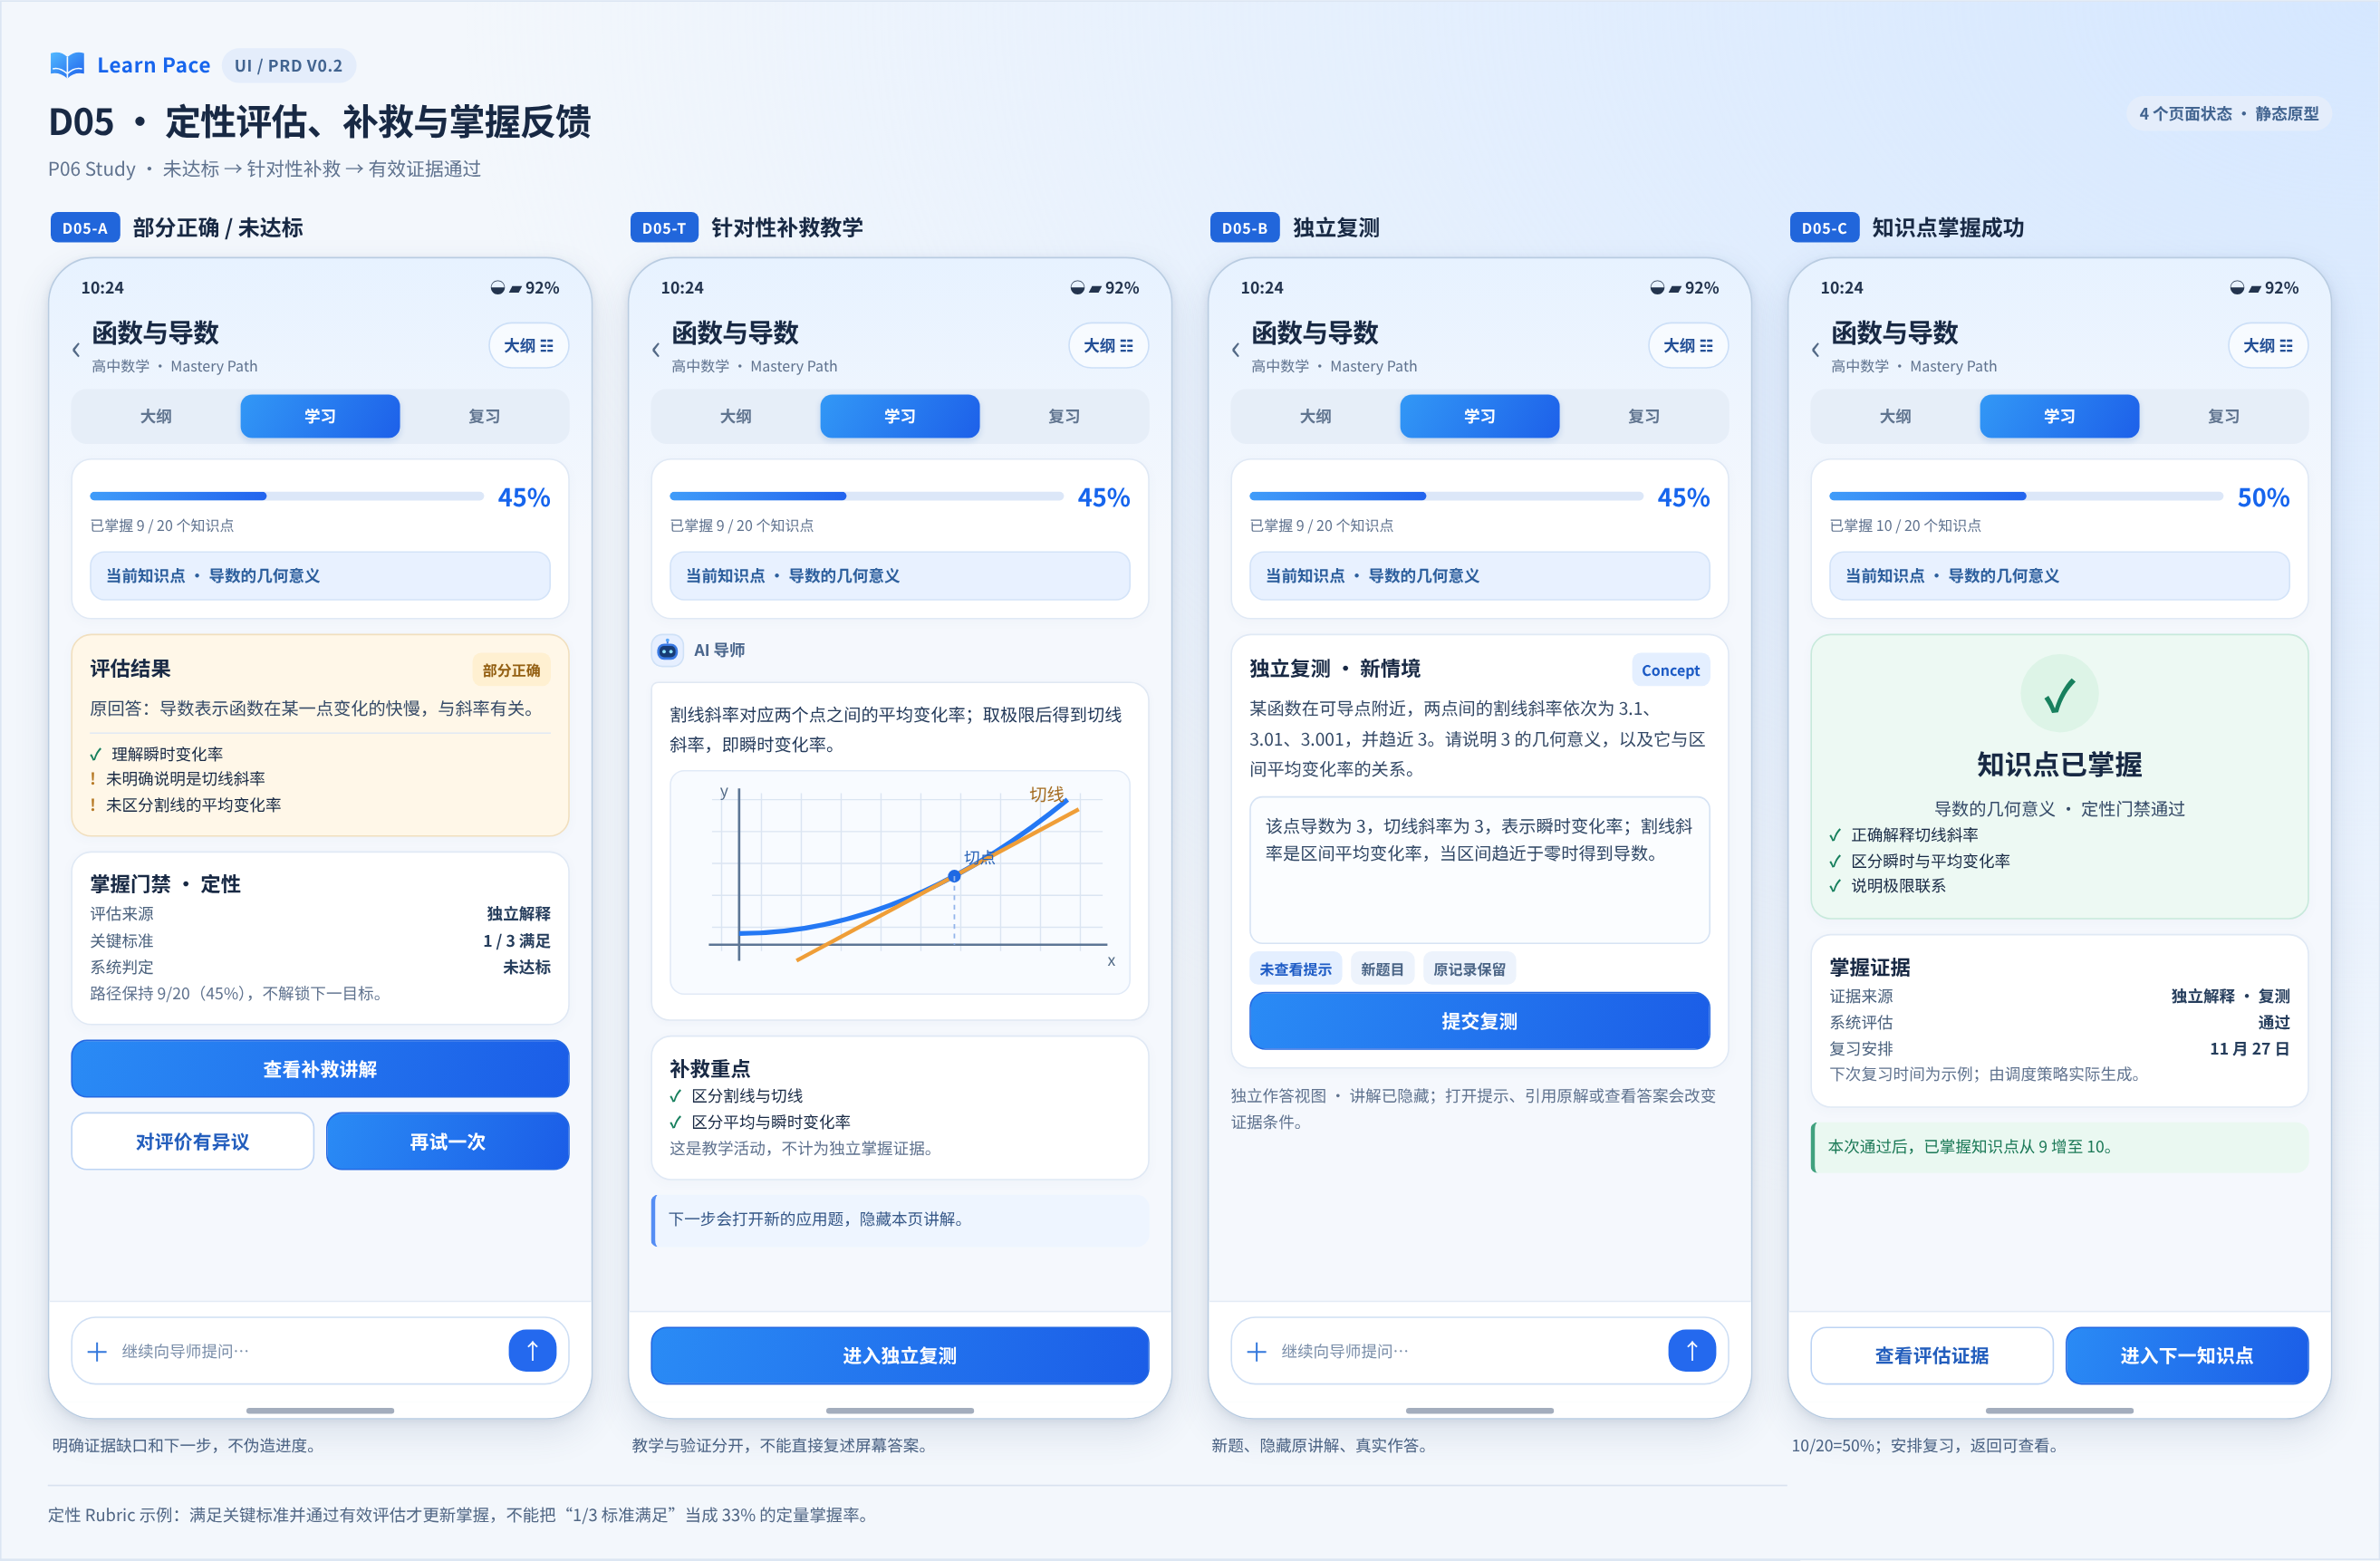 Learn Pace
UI / PRD V0.2
D05 · 定性评估、补救与掌握反馈
4 个页面状态 · 静态原型
P06 Study · 未达标 → 针对性补救 → 有效证据通过
D05-A 部分正确 / 未达标
10:24
92%
函数与导数
大纲
高中数学 · Mastery Path
大纲 学习 复习
45%
已掌握 9 / 20 个知识点
当前知识点 · 导数的几何意义
评估结果
部分正确
原回答：导数表示函数在某一点变化的快慢，与斜率有关。
✓ 理解瞬时变化率
! 未明确说明是切线斜率
! 未区分割线的平均变化率
掌握门禁 · 定性
评估来源 独立解释
关键标准 1 / 3 满足
系统判定 未达标
路径保持 9/20（45%），不解锁下一目标。
查看补救讲解
对评价有异议 再试一次
继续向导师提问…
明确证据缺口和下一步，不伪造进度。
D05-T 针对性补救教学
10:24
92%
函数与导数
大纲
高中数学 · Mastery Path
大纲 学习 复习
45%
已掌握 9 / 20 个知识点
当前知识点 · 导数的几何意义
AI 导师
割线斜率对应两个点之间的平均变化率；取极限后得到切线
斜率，即瞬时变化率。
y
切线
切点
x
补救重点
✓ 区分割线与切线
✓ 区分平均与瞬时变化率
这是教学活动，不计为独立掌握证据。
下一步会打开新的应用题，隐藏本页讲解。
进入独立复测
教学与验证分开，不能直接复述屏幕答案。
D05-B 独立复测
10:24
92%
函数与导数
大纲
高中数学 · Mastery Path
大纲 学习 复习
45%
已掌握 9 / 20 个知识点
当前知识点 · 导数的几何意义
独立复测 · 新情境
Concept
某函数在可导点附近，两点间的割线斜率依次为 3.1、
3.01、3.001，并趋近 3。请说明 3 的几何意义，以及它与区
间平均变化率的关系。
该点导数为 3，切线斜率为 3，表示瞬时变化率；割线斜
率是区间平均变化率，当区间趋近于零时得到导数。
未查看提示 新题目 原记录保留
提交复测
独立作答视图 · 讲解已隐藏；打开提示、引用原解或查看答案会改变
证据条件。
继续向导师提问…
新题、隐藏原讲解、真实作答。
D05-C 知识点掌握成功
10:24
92%
函数与导数
大纲
高中数学 · Mastery Path
大纲 学习 复习
50%
已掌握 10 / 20 个知识点
当前知识点 · 导数的几何意义
✓
知识点已掌握
导数的几何意义 · 定性门禁通过
✓ 正确解释切线斜率
✓ 区分瞬时与平均变化率
✓ 说明极限联系
掌握证据
证据来源 独立解释 · 复测
系统评估 通过
复习安排 11 月 27 日
下次复习时间为示例；由调度策略实际生成。
本次通过后，已掌握知识点从 9 增至 10。
查看评估证据 进入下一知识点
10/20=50%；安排复习，返回可查看。
定性 Rubric 示例：满足关键标准并通过有效评估才更新掌握，不能把“1/3 标准满足”当成 33% 的定量掌握率。